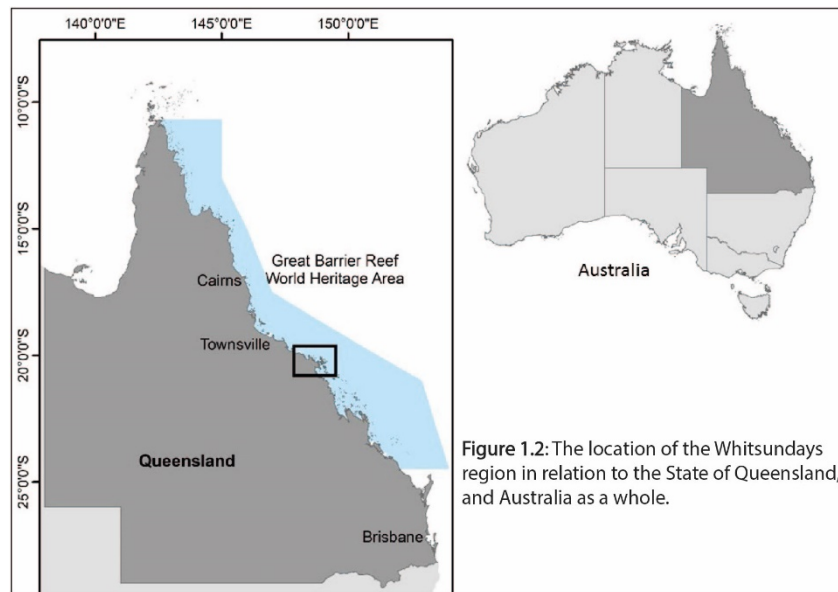 140°0'0"E
145°0'0"E
150°0'0"E
10°0'0"S
15°0'0"S
20°0'0"S
25°0'0"S
Great Barrier Reef
World Heritage Area
Cairns
Townsville
Queensland
Brisbane
Australia
Figure 1.2: The location of the Whitsundays
region in relation to the State of Queensland,
and Australia as a whole.